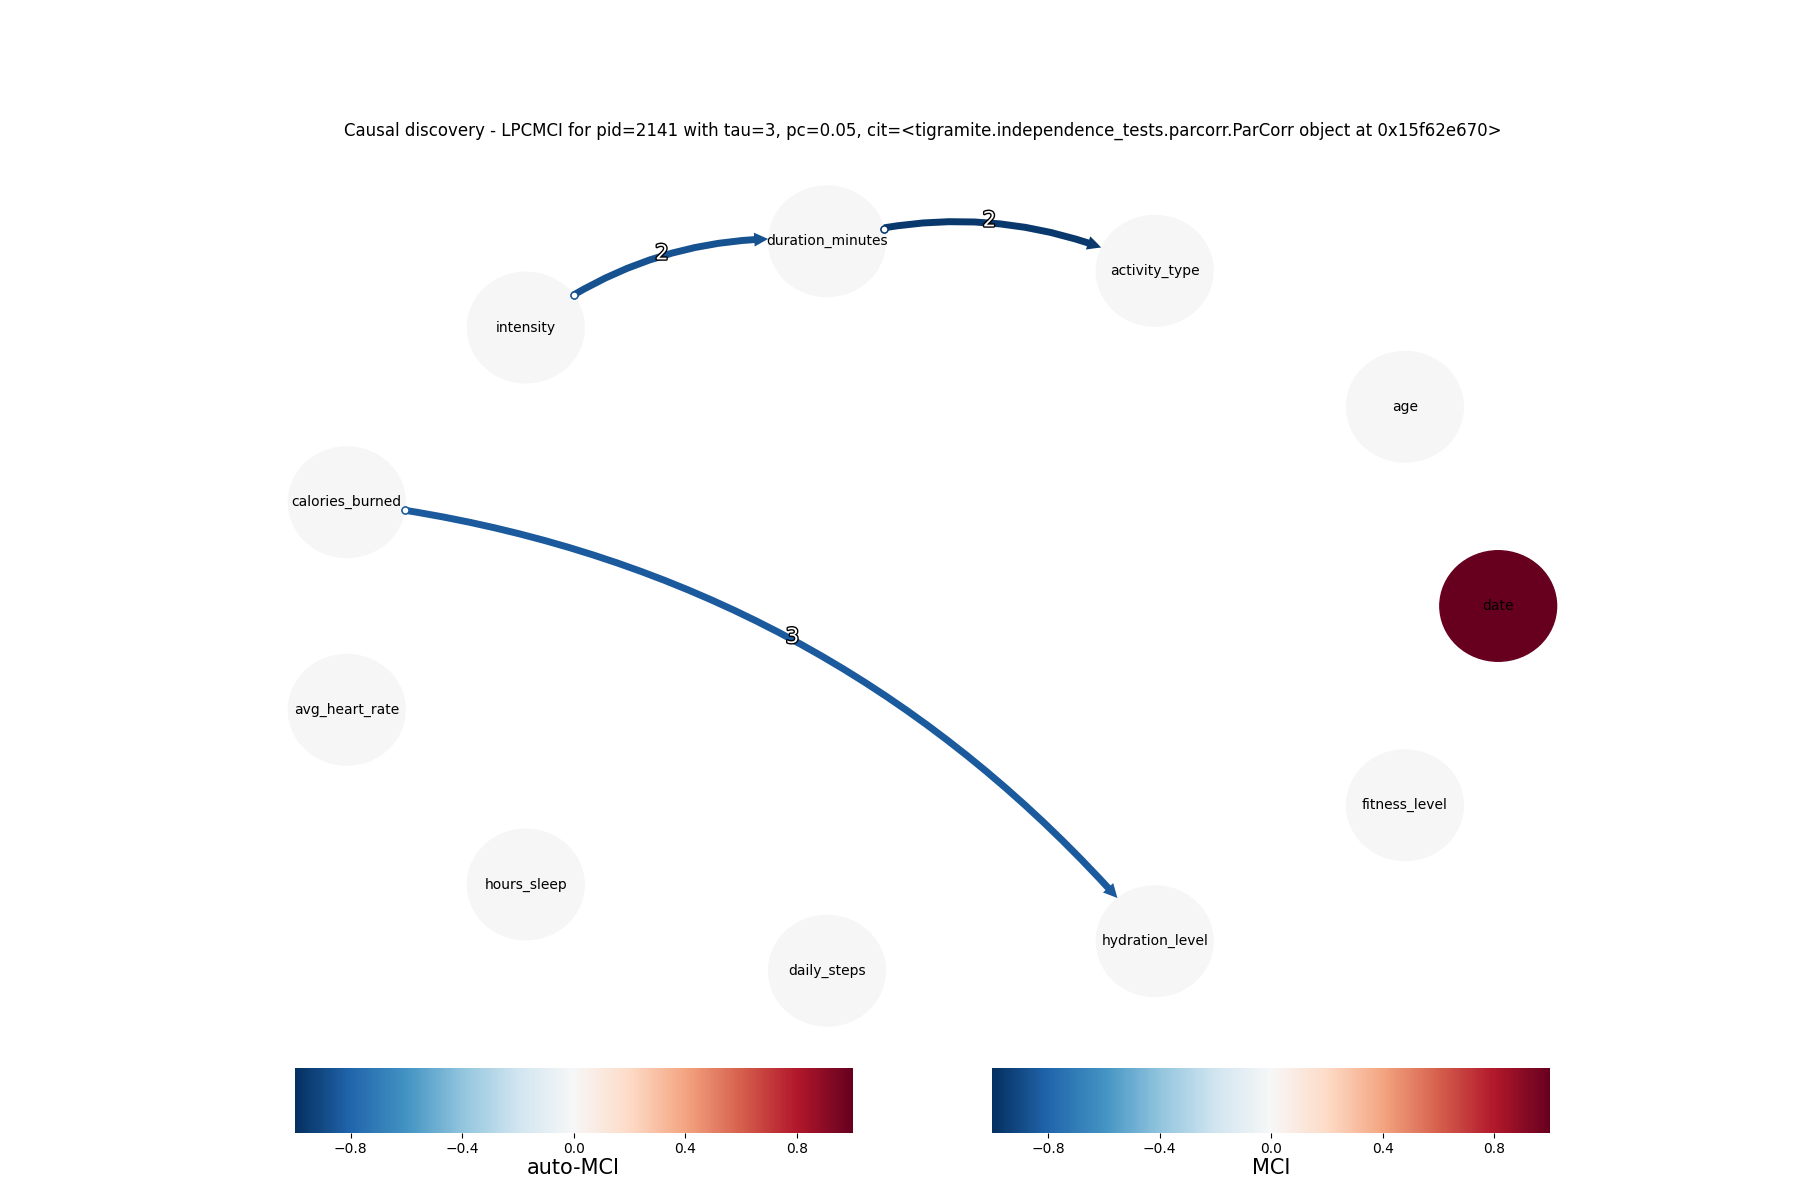 Causal discovery - LPCMCI for pid=2141 with tau=3, pc=0.05, cit=<tigramite.independence_tests.parcorr.ParCorr object at 0x15f62e670>
2
2
duration_minutes
activity_type
intensity
age
calories_burned
date
3
avg_heart_rate
fitness_level
hours_sleep
hydration_level
daily_steps
−0.8 −0.4 0.0 0.4 0.8
auto-MCI
−0.8 −0.4 0.0 0.4 0.8
MCI